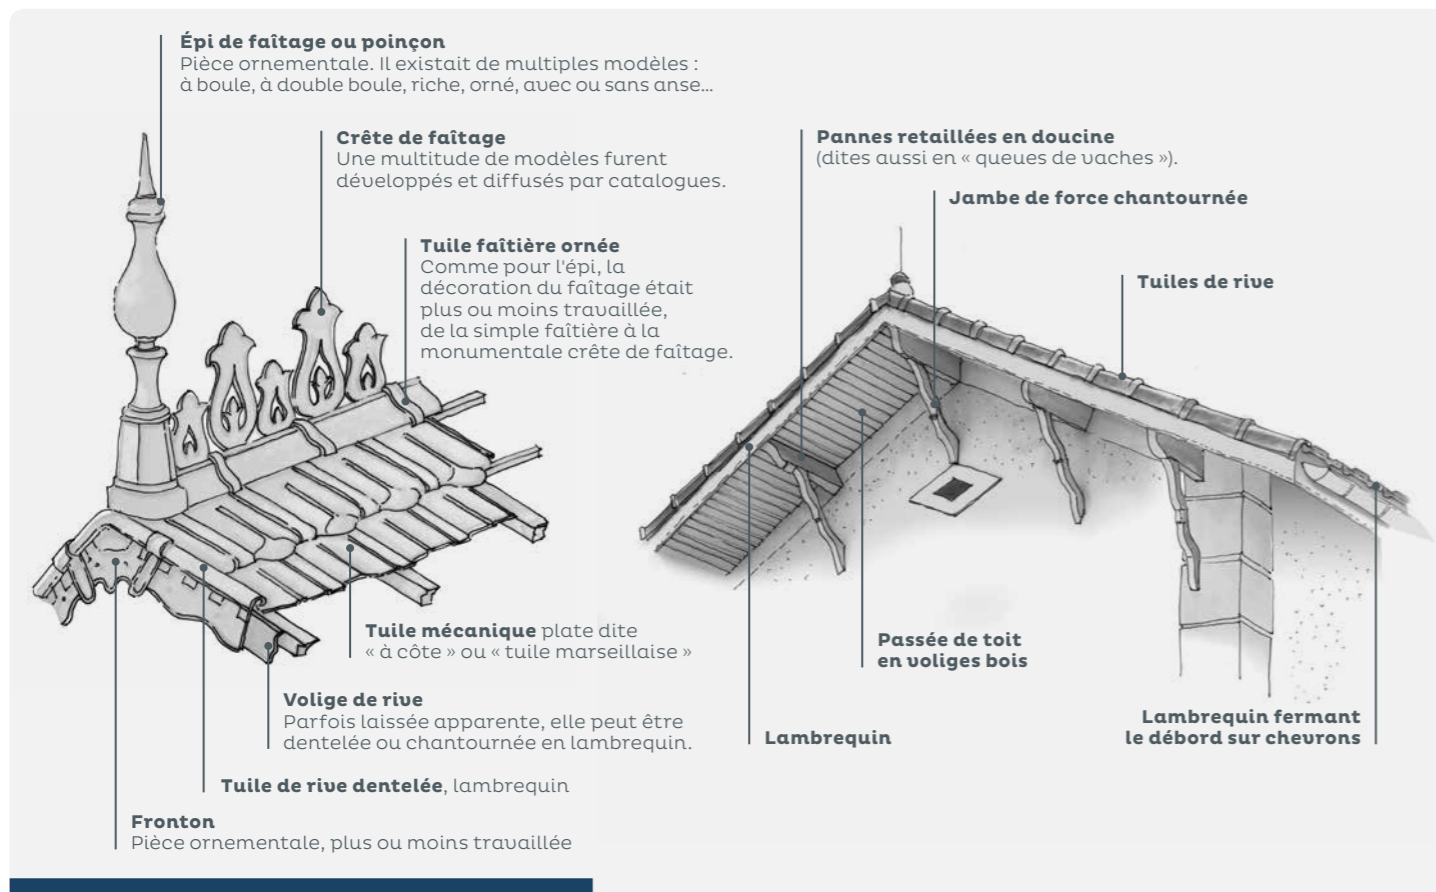 Épi de faîtage ou poinçon
Pièce ornementale. Il existait de multiples modèles :
à boule, à double boule, riche, orné, avec ou sans anse...
Crête de faîtage
Une multitude de modèles furent
développés et diffusés par catalogues.
Tuile faîtière ornée
Comme pour l'épi, la
décoration du faîtage était
plus ou moins travaillée,
de la simple faîtière à la
monumentale crête de faîtage.
Pannes retaillées en doucine
(dites aussi en « queues de vaches »).
Jambe de force chantournée
Tuiles de rive
Tuile mécanique plate dite
« à côte » ou « tuile marseillaise »
Volige de rive
Parfois laissée apparente, elle peut être
dentelée ou chantournée en lambrequin.
Tuile de rive dentelée, lambrequin
Fronton
Pièce ornementale, plus ou moins travaillée
Passée de toit
en voliges bois
Lambrequin
Lambrequin fermant
le débord sur chevrons